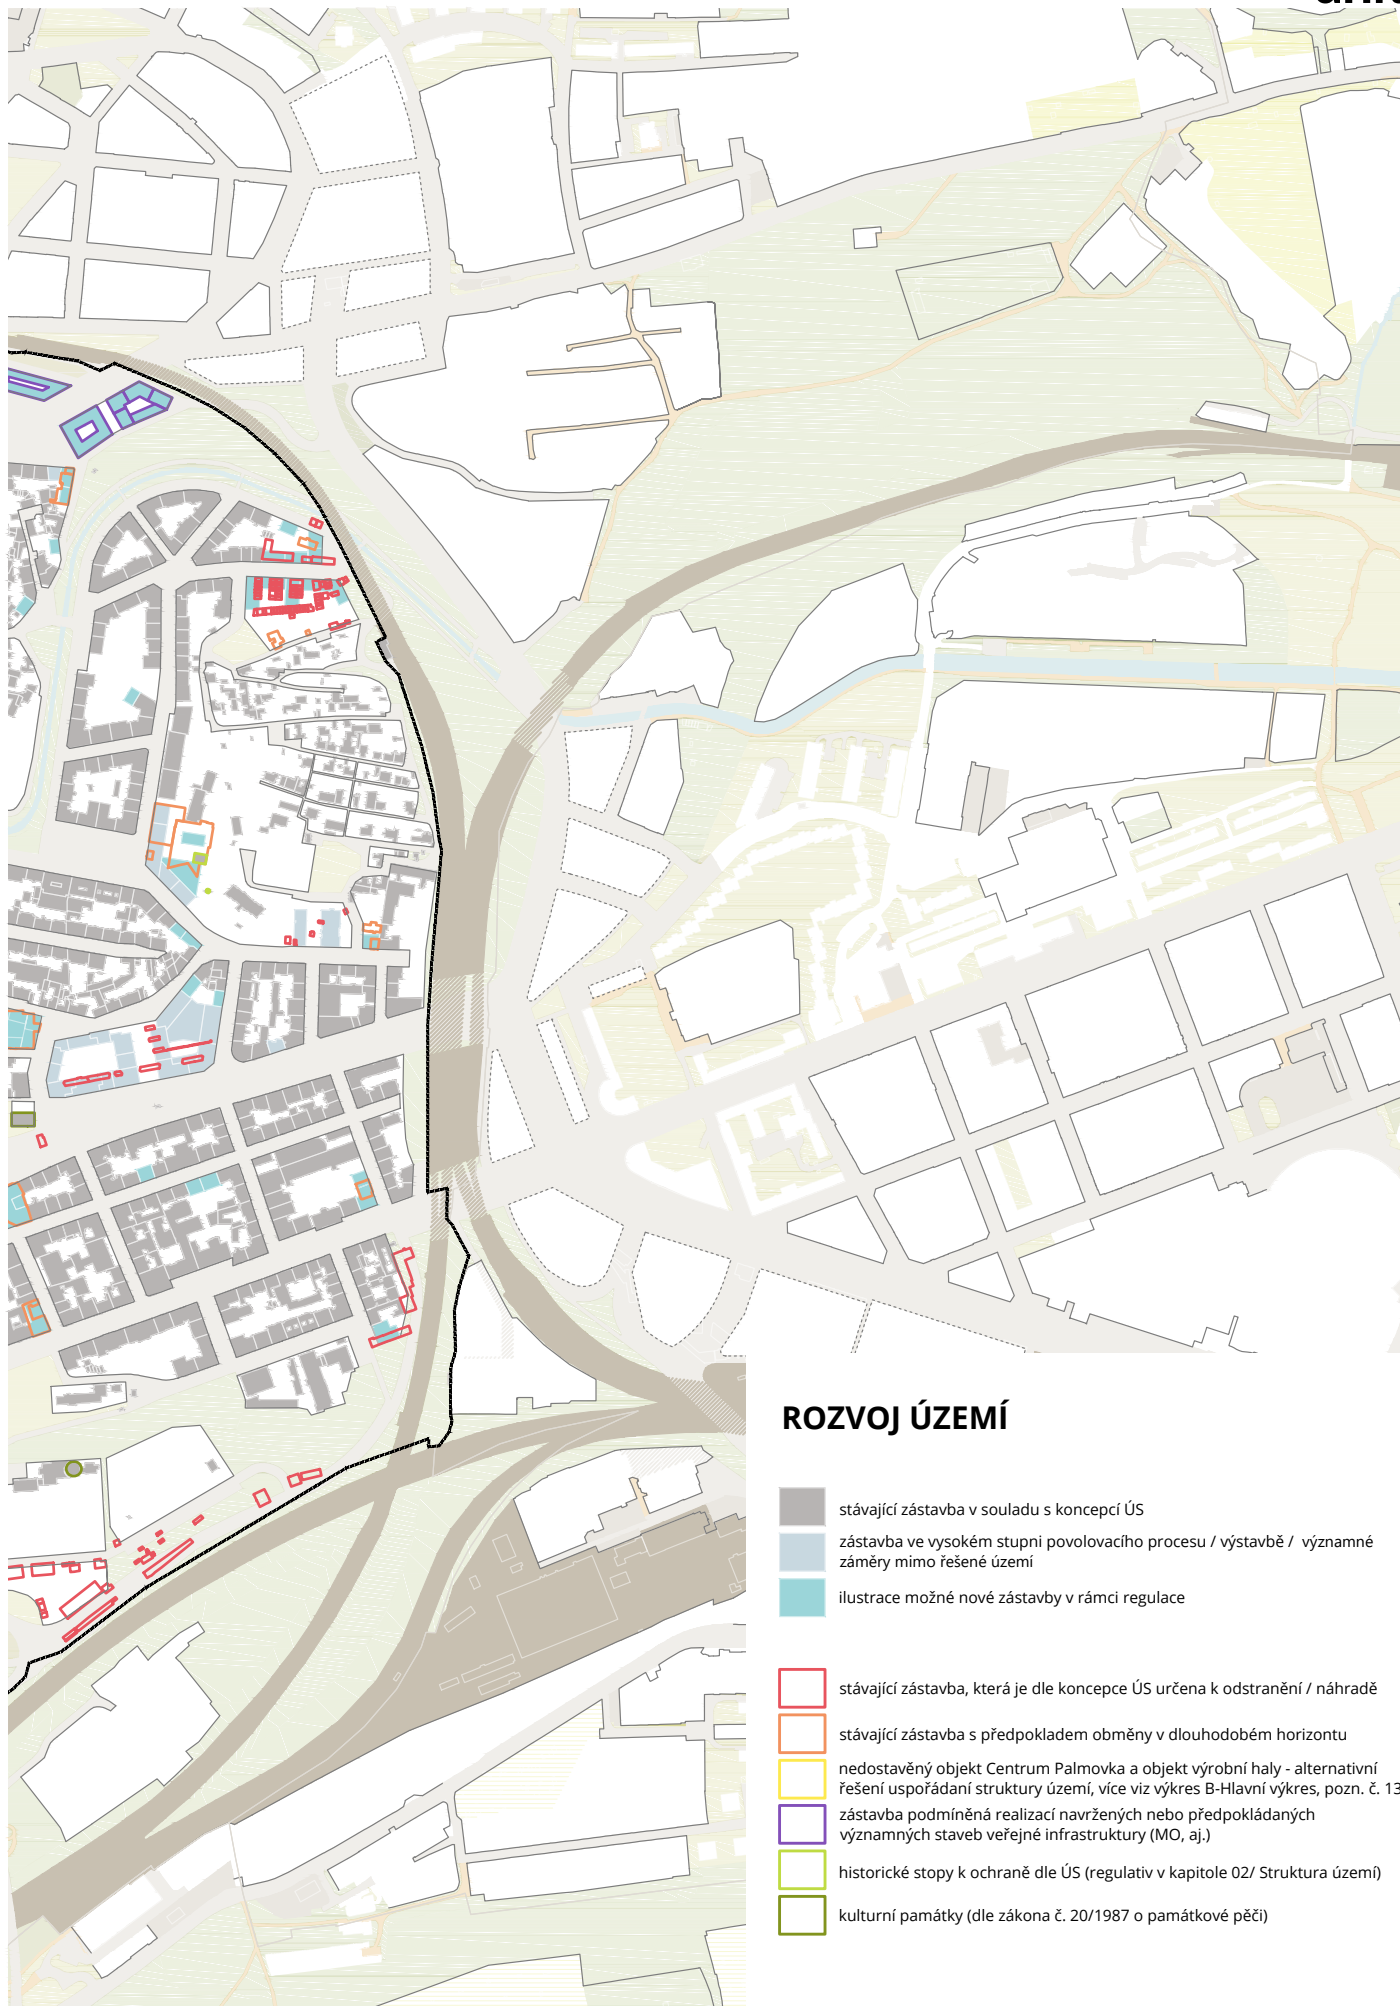 ROZVOJ ÚZEMÍ
stávající zástavba v souladu s koncepcí ÚS
zástavba ve vysokém stupni povolovacího procesu / výstavbě / významné
záměry mimo řešené území
ilustrace možné nové zástavby v rámci regulace
stávající zástavba, která je dle koncepce ÚS určena k odstranění / náhradě
stávající zástavba s předpokladem obměny v dlouhodobém horizontu
nedostavěný objekt Centrum Palmovka a objekt výrobní haly - alternativní
řešení uspořádaní struktury území, více viz výkres B-Hlavní výkres, pozn. č. 13
zástavba podmíněná realizací navržených nebo předpokládaných
významných staveb veřejné infrastruktury (MO, aj.)
historické stopy k ochraně dle ÚS (regulativ v kapitole 02/ Struktura území)
kulturní památky (dle zákona č. 20/1987 o památkové péči)